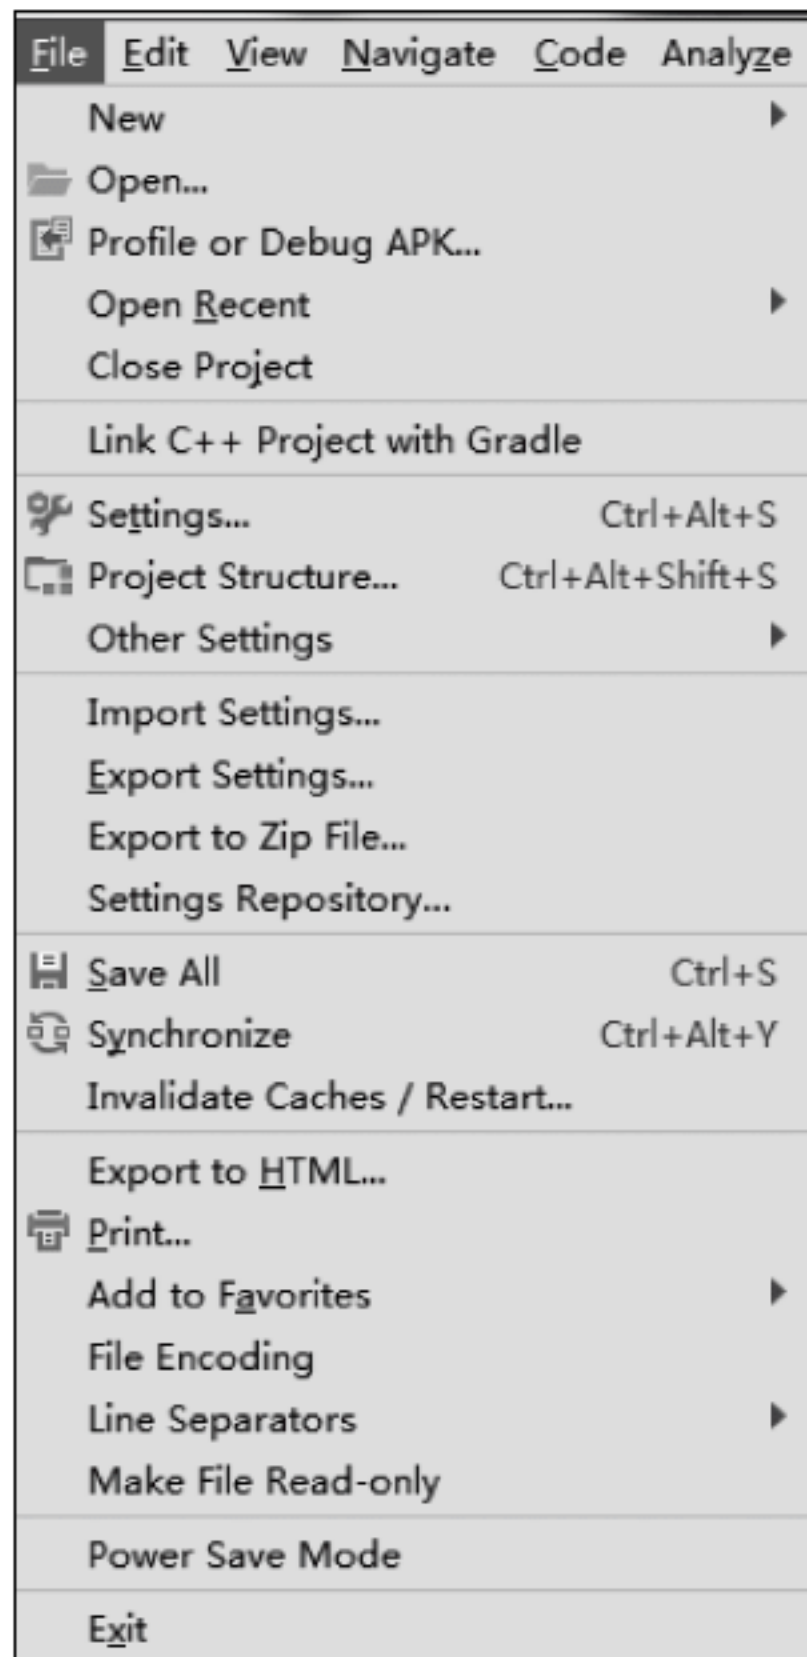 File Edit View Navigate Code Analyze
New
Open...
Profile or Debug APK...
Open Recent
Close Project
Link C++ Project with Gradle
Settings... Ctrl+Alt+S
Project Structure... Ctrl+Alt+Shift+S
Other Settings
Import Settings...
Export Settings...
Export to Zip File...
Settings Repository...
Save All Ctrl+S
Synchronize Ctrl+Alt+Y
Invalidate Caches / Restart...
Export to HTML...
Print...
Add to Favorites
File Encoding
Line Separators
Make File Read-only
Power Save Mode
Exit